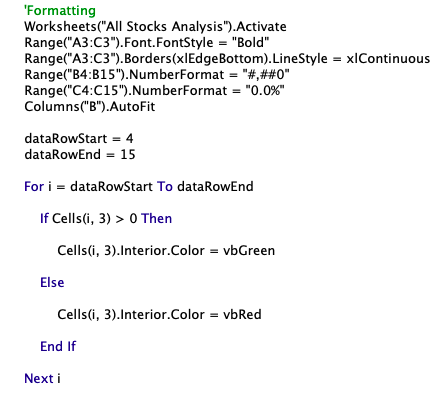 'Formatting
Worksheets("All Stocks Analysis").Activate
Range("A3:C3").Font.FontStyle = "Bold"
Range("A3:C3").Borders(xlEdgeBottom).LineStyle = xlContinuous
Range("B4:B15").NumberFormat = "#,##0"
Range("C4:C15").NumberFormat = "0.0%"
Columns("B").AutoFit
dataRowStart = 4
dataRowEnd = 15
For i = dataRowStart To dataRowEnd
If Cells(i, 3) > 0 Then
Cells(i, 3).Interior.Color = vbGreen
Else
Cells(i, 3).Interior.Color = vbRed
End If
Next i